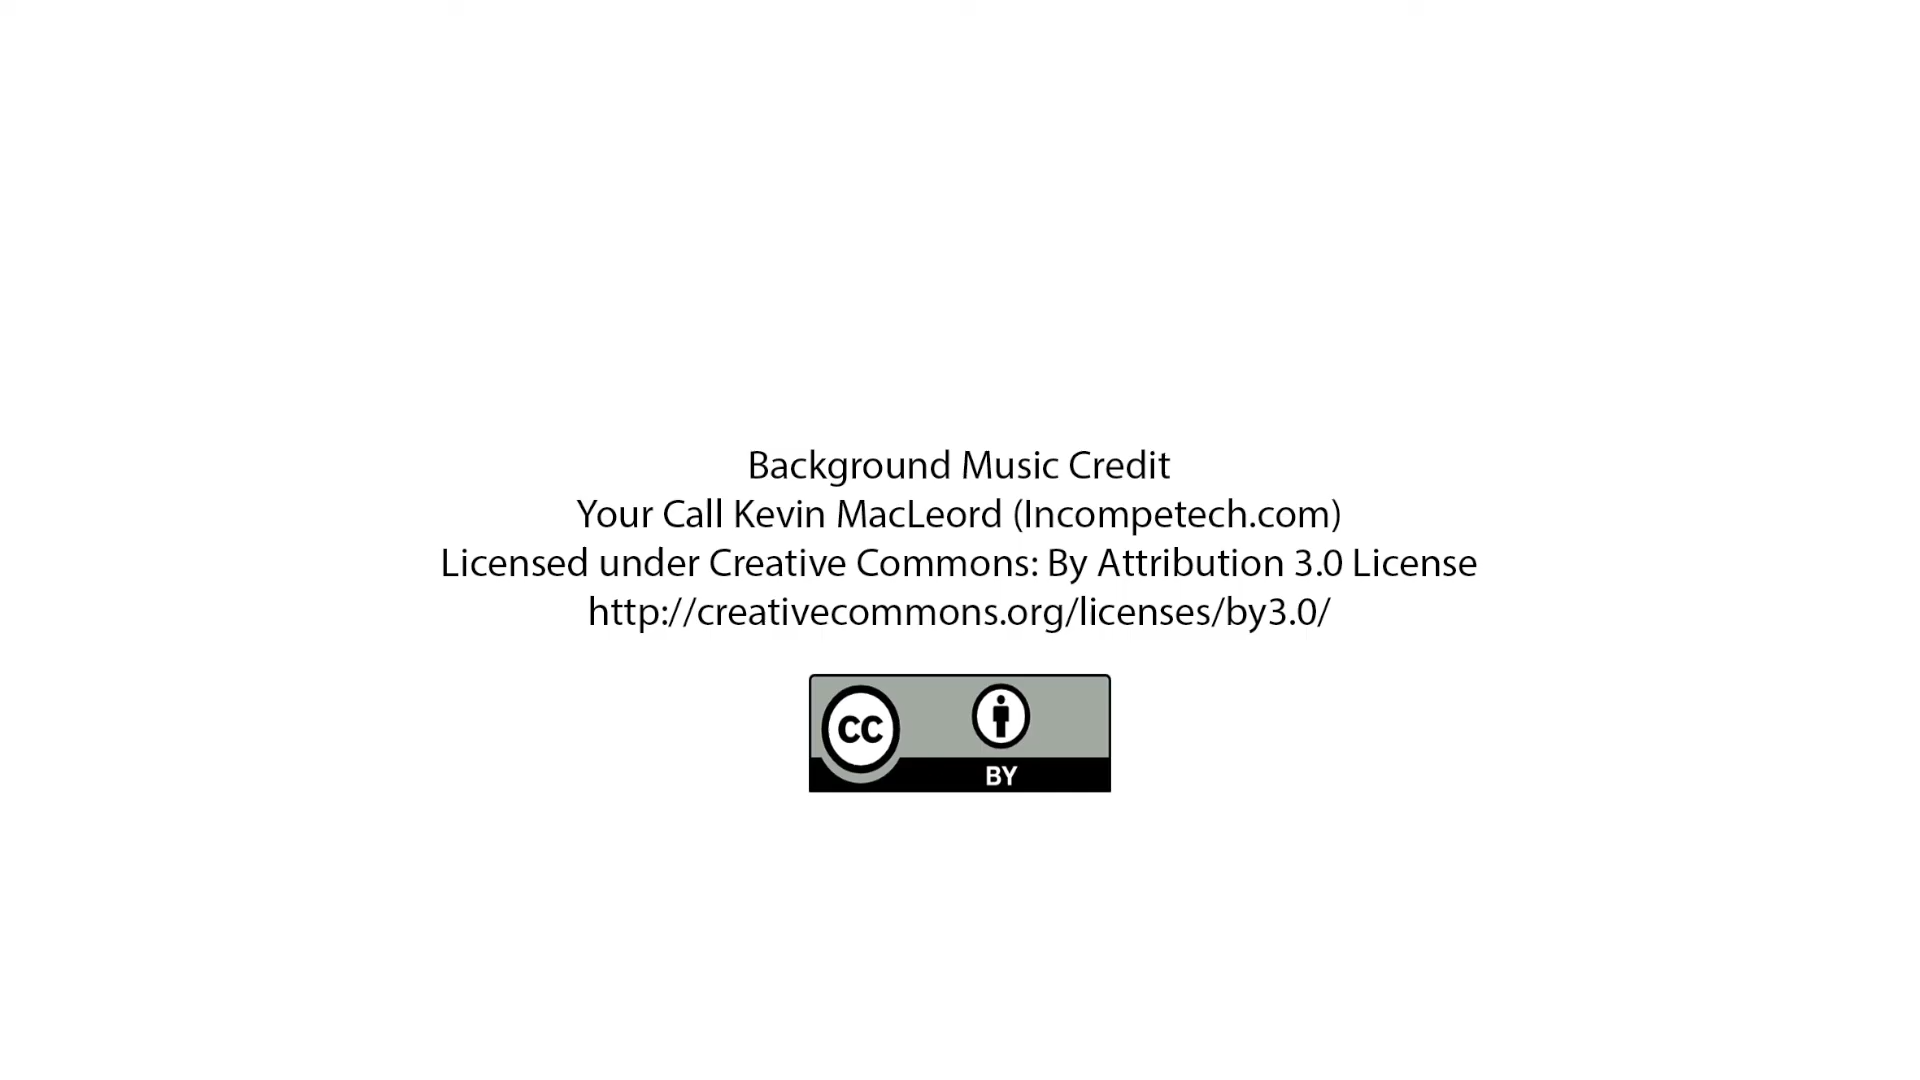 Background Music Credit
Your Call Kevin MacLeord (Incompetech.com)
Licensed under Creative Commons: By Attribution 3.0 License
http://creativecommons.org/licenses/by3.0/
CC
BY